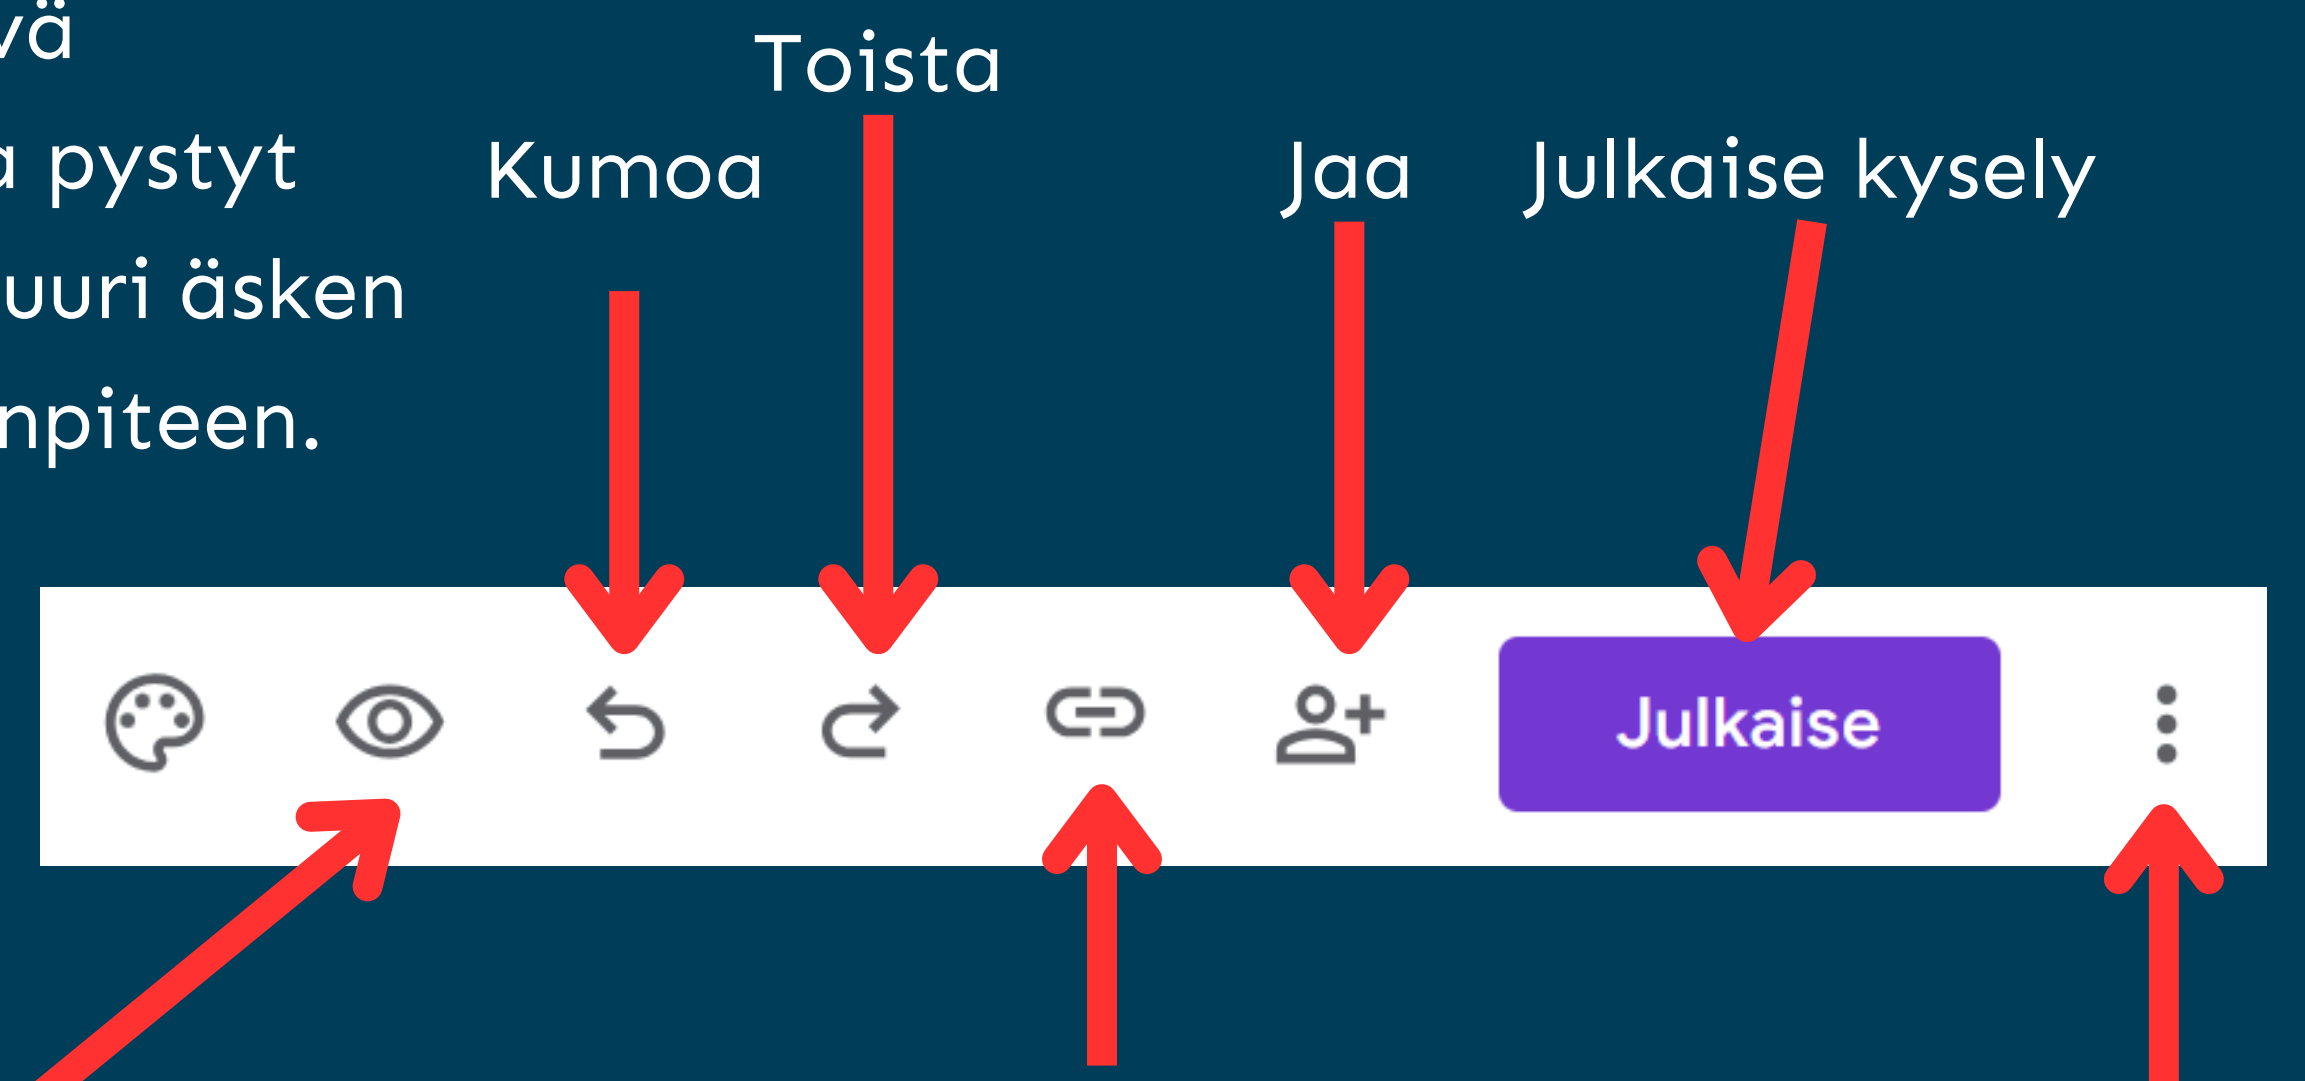 vä
pystyt
uuri äsken
npiteen.
Toista
Kumoa
Jaa
Julkaise kysely
Julkaise